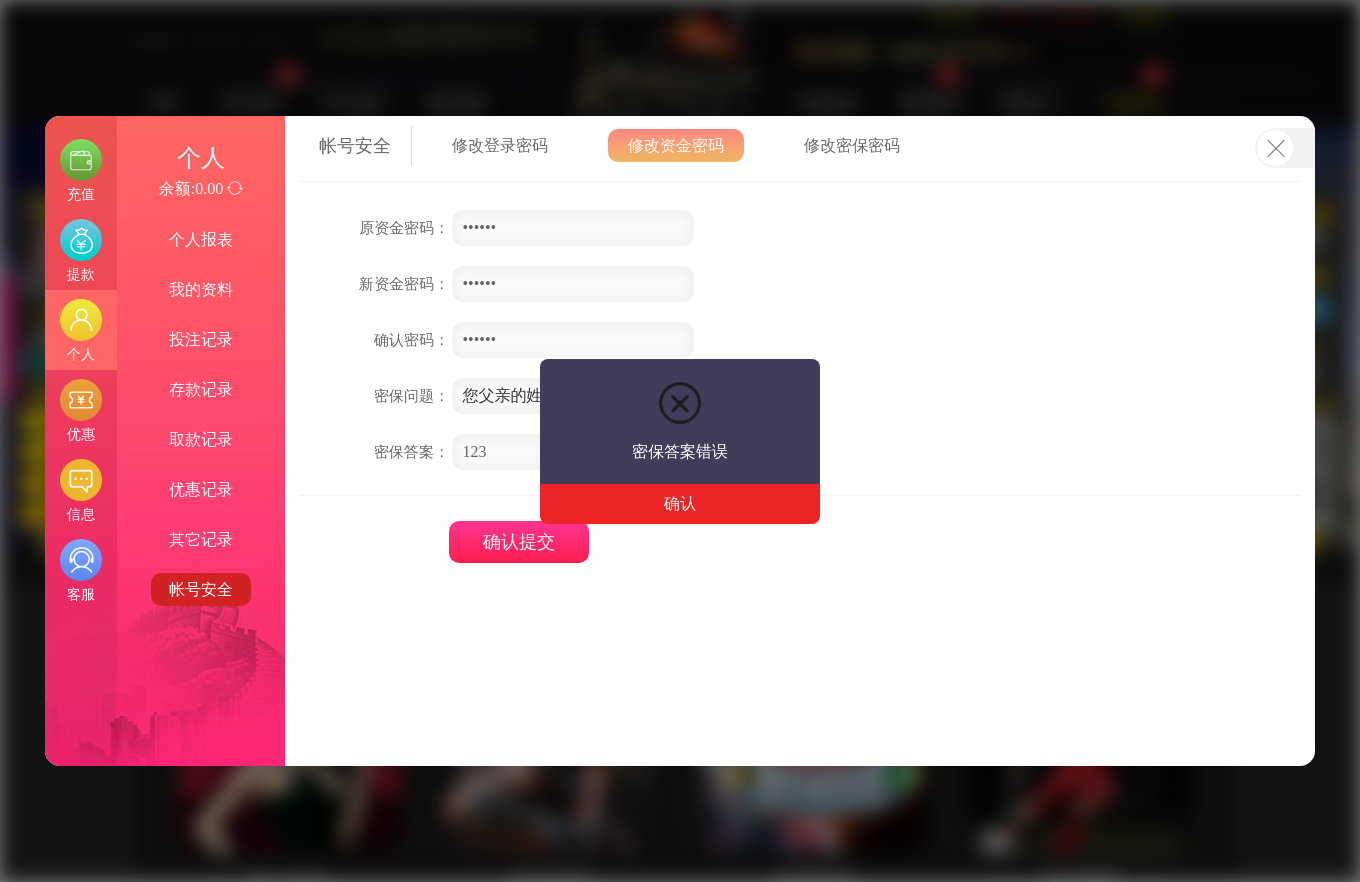 充值
提款
个人
优惠
信息
客服
个人
余额:0.00
个人报表
我的资料
投注记录
存款记录
取款记录
优惠记录
其它记录
帐号安全
帐号安全 修改登录密码 修改资金密码 修改密保密码
原资金密码： ••••••
新资金密码： ••••••
确认密码： ••••••
密保问题： 您父亲的姓
密保答案： 123
密保答案错误
确认
确认提交